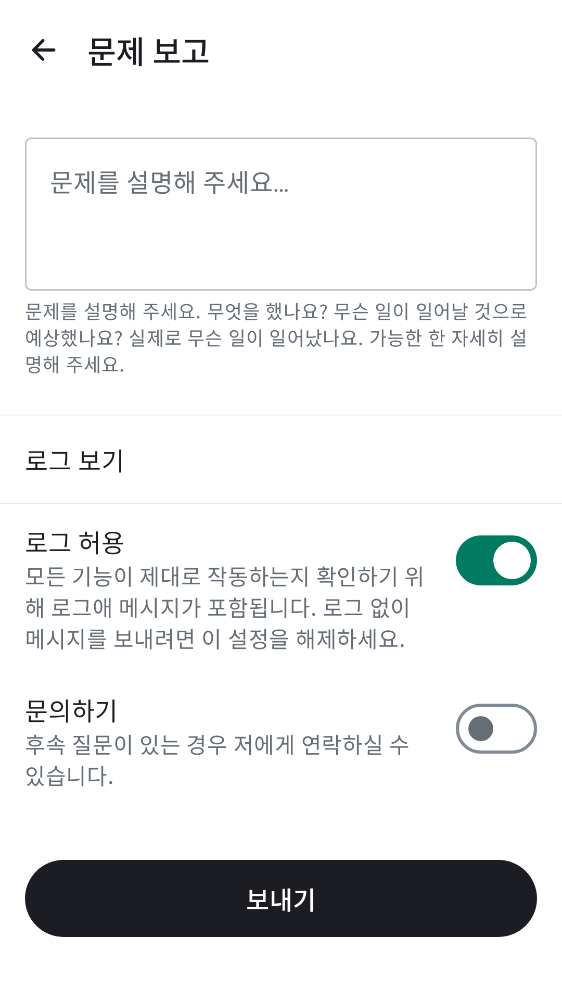 문제 보고
문제를 설명해 주세요...
문제를 설명해 주세요. 무엇을 했나요? 무슨 일이 일어날 것으로
예상했나요? 실제로 무슨 일이 일어났나요. 가능한 한 자세히 설
명해 주세요.
로그 보기
로그 허용
모든 기능이 제대로 작동하는지 확인하기 위
해 로그애 메시지가 포함됩니다. 로그 없이
메시지를 보내려면 이 설정을 해제하세요.
문의하기
후속 질문이 있는 경우 저에게 연락하실 수
있습니다.
보내기